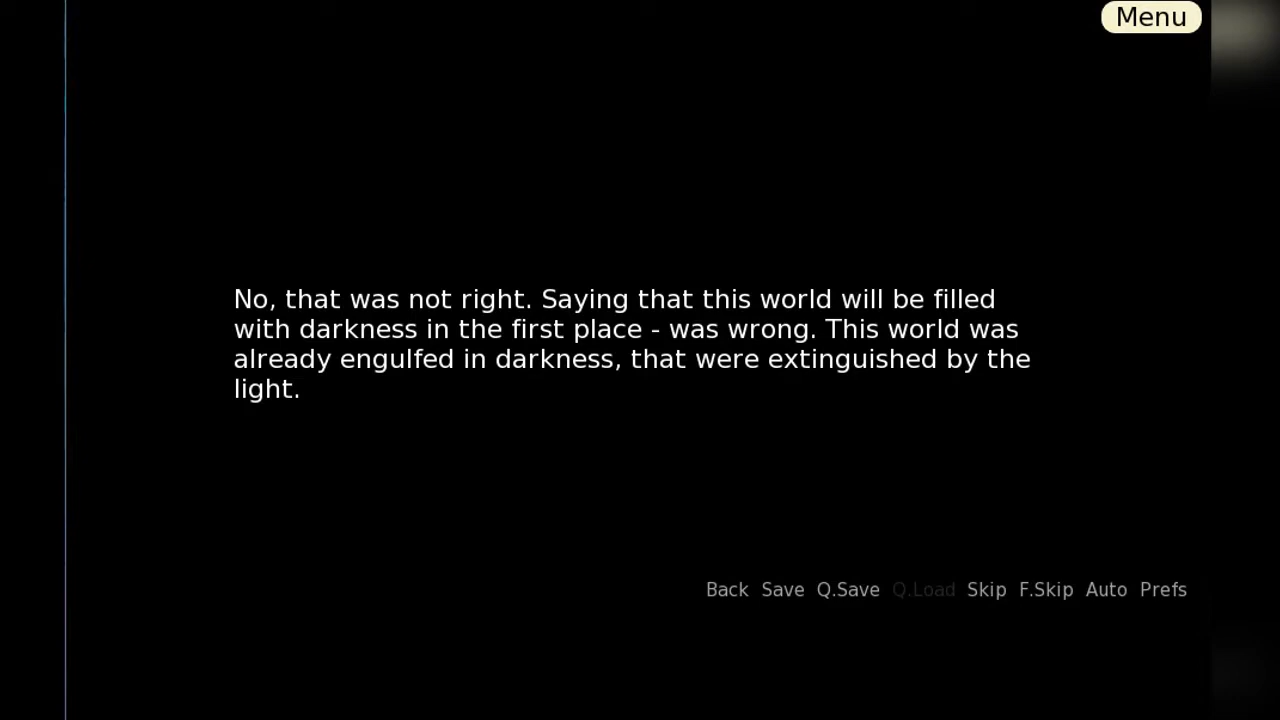 Menu
No, that was not right. Saying that this world will be filled
with darkness in the first place - was wrong. This world was
already engulfed in darkness, that were extinguished by the
light.
Back Save Q.Save Q.Load Skip F.Skip Auto Prefs